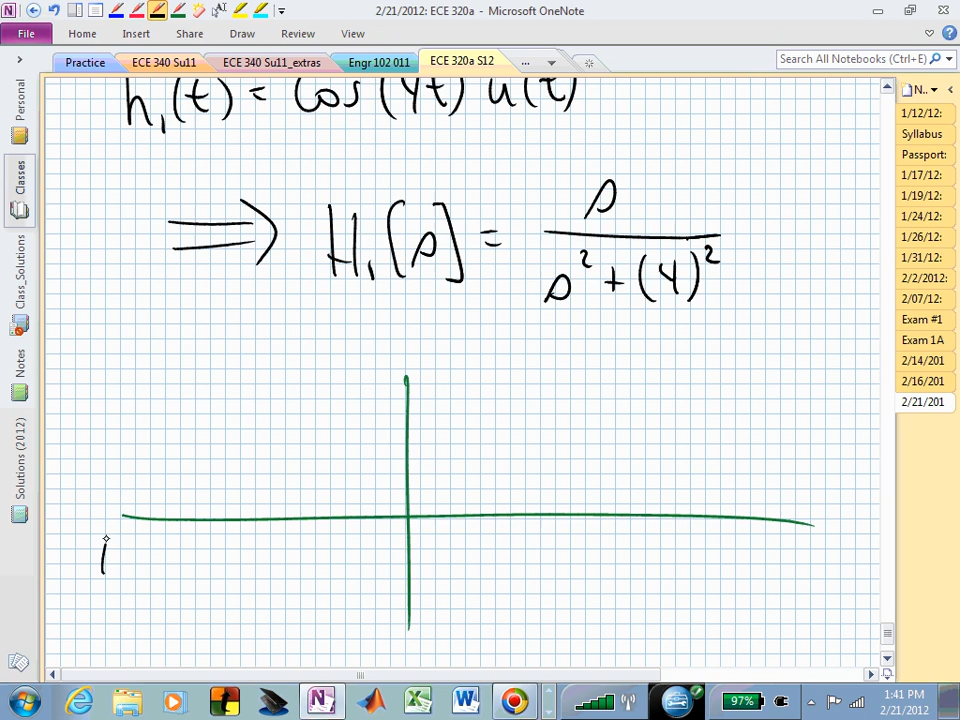 2/21/2012: ECE 320a - Microsoft OneNote
File Home Insert Share Draw Review View
Practice ECE 340 Su11 ECE 340 Su11_extras Engr 102 011 ECE 320a S12 ...
Search All Notebooks (Ctrl+E)
Personal
Classes
Class_Solutions
Notes
Solutions (2012)
h₁(t) = cos(4t) u(t)
⟹ H₁[s] = s / (s² + (4)²)
N..
1/12/12:
Syllabus
Passport:
1/17/12:
1/19/12:
1/24/12:
1/26/12:
1/31/12:
2/2/2012:
2/07/12:
Exam #1
Exam 1A
2/14/201
2/16/201
2/21/201
97%
1:41 PM
2/21/2012